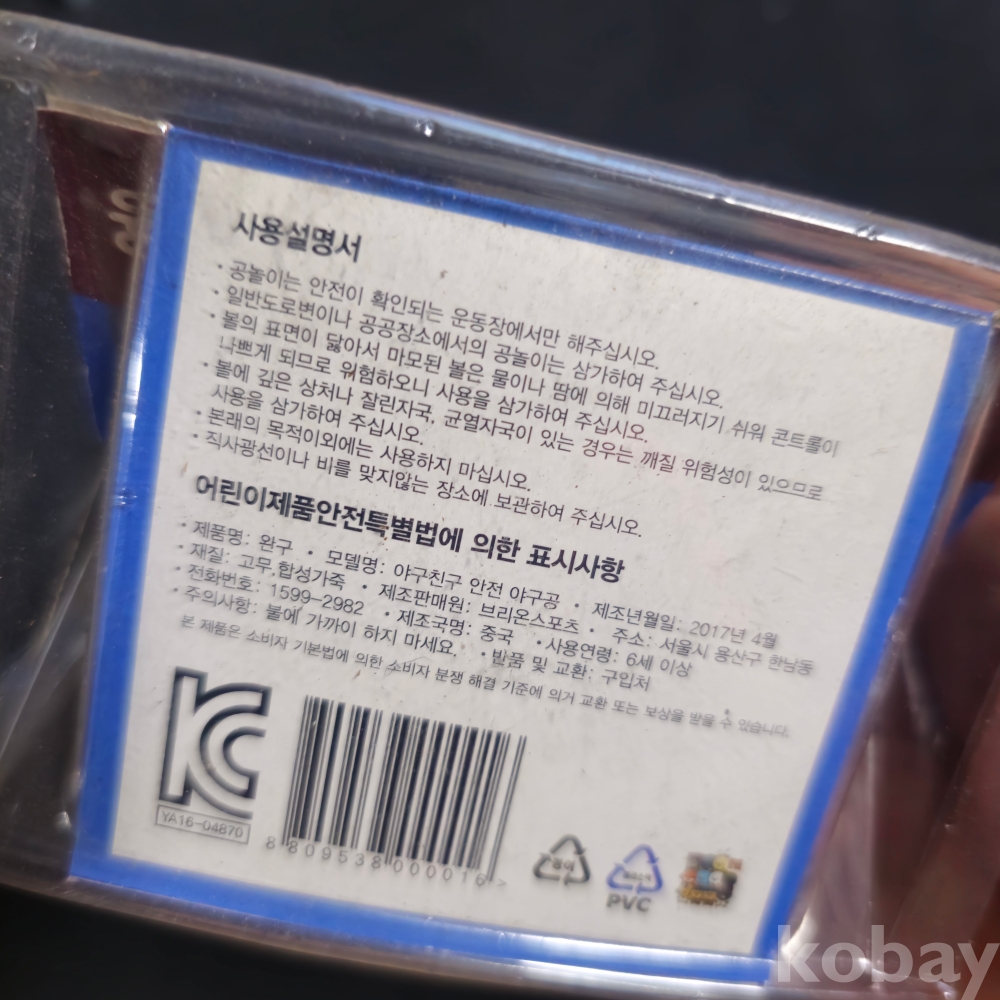 사용설명서
· 공놀이는 안전이 확인되는 운동장에서만 해주십시오.
· 일반도로변이나 공공장소에서의 공놀이는 삼가하여 주십시오.
· 볼의 표면이 닳아서 마모된 볼은 물이나 땀에 의해 미끄러지기 쉬워 콘트롤이
나쁘게 되므로 위험하오니 사용을 삼가하여 주십시오.
· 볼에 깊은 상처나 잘린자국, 균열자국이 있는 경우는 깨질 위험성이 있으므로
사용을 삼가하여 주십시오.
· 본래의 목적이외에는 사용하지 마십시오.
· 직사광선이나 비를 맞지않는 장소에 보관하여 주십시오.
어린이제품안전특별법에 의한 표시사항
· 제품명: 완구 · 모델명: 야구친구 안전 야구공 · 제조년월일: 2017년 4월
· 재질: 고무,합성가죽 · 제조판매원: 브리온스포츠 · 주소: 서울시 용산구 한남동
· 전화번호: 1599-2982 · 제조국명: 중국 · 사용연령: 6세 이상
· 주의사항: 불에 가까이 하지 마세요. · 반품 및 교환: 구입처
본 제품은 소비자 기본법에 의한 소비자 분쟁 해결 기준에 의거 교환 또는 보상을 받을 수 있습니다.
KC
YA16-04870
8 809538 000016 >
종이
PVC
kobay